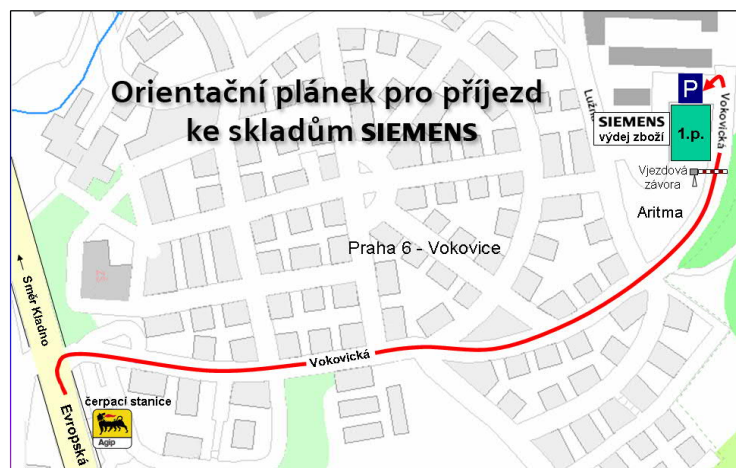 Orientační plánek pro příjezd
ke skladům SIEMENS
P
Lužn
Vokovická
SIEMENS
výdej zboží
1.p.
Vjezdová
závora
Aritma
Praha 6 - Vokovice
Směr Kladno
Vokovická
čerpací stanice
Evropská
Agip